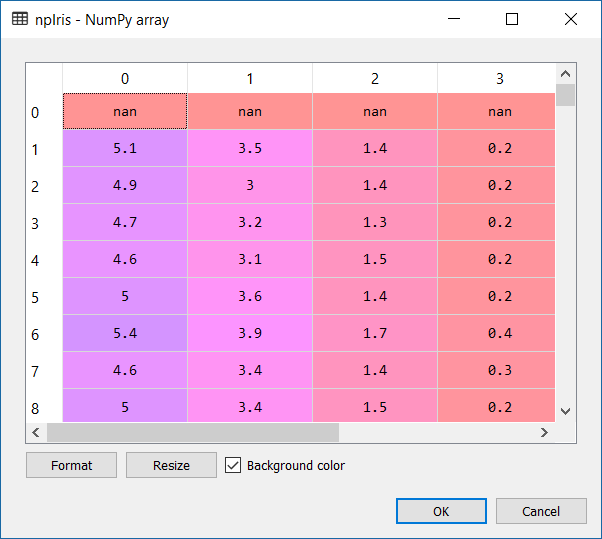 npIris - NumPy array
0 1 2 3
0 nan nan nan nan
1 5.1 3.5 1.4 0.2
2 4.9 3 1.4 0.2
3 4.7 3.2 1.3 0.2
4 4.6 3.1 1.5 0.2
5 5 3.6 1.4 0.2
6 5.4 3.9 1.7 0.4
7 4.6 3.4 1.4 0.3
8 5 3.4 1.5 0.2
Format Resize Background color
OK Cancel